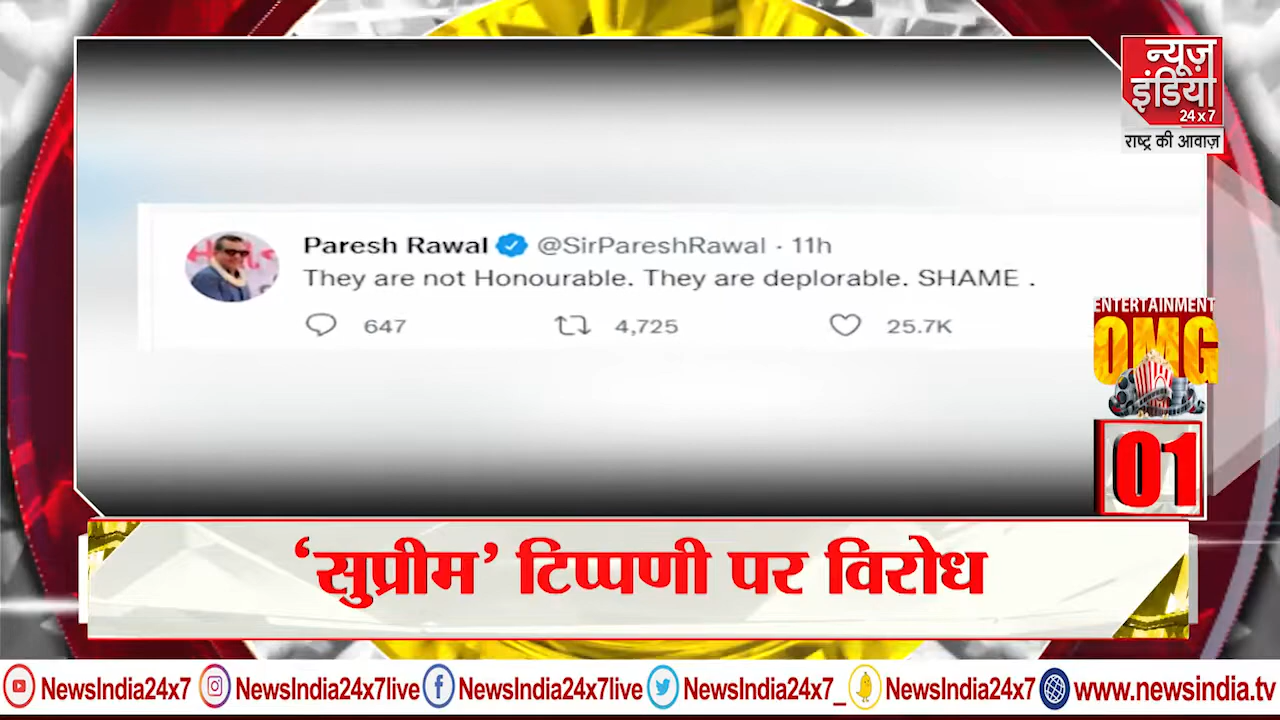 न्यूज़
इंडिया
24x7
राष्ट्र की आवाज़
Paresh Rawal @SirPareshRawal · 11h
They are not Honourable. They are deplorable. SHAME .
647 4,725 25.7K
ENTERTAINMENT
OMG
01
‘सुप्रीम’ टिप्पणी पर विरोध
NewsIndia24x7 NewsIndia24x7live NewsIndia24x7live NewsIndia24x7_ NewsIndia24x7 www.newsindia.tv